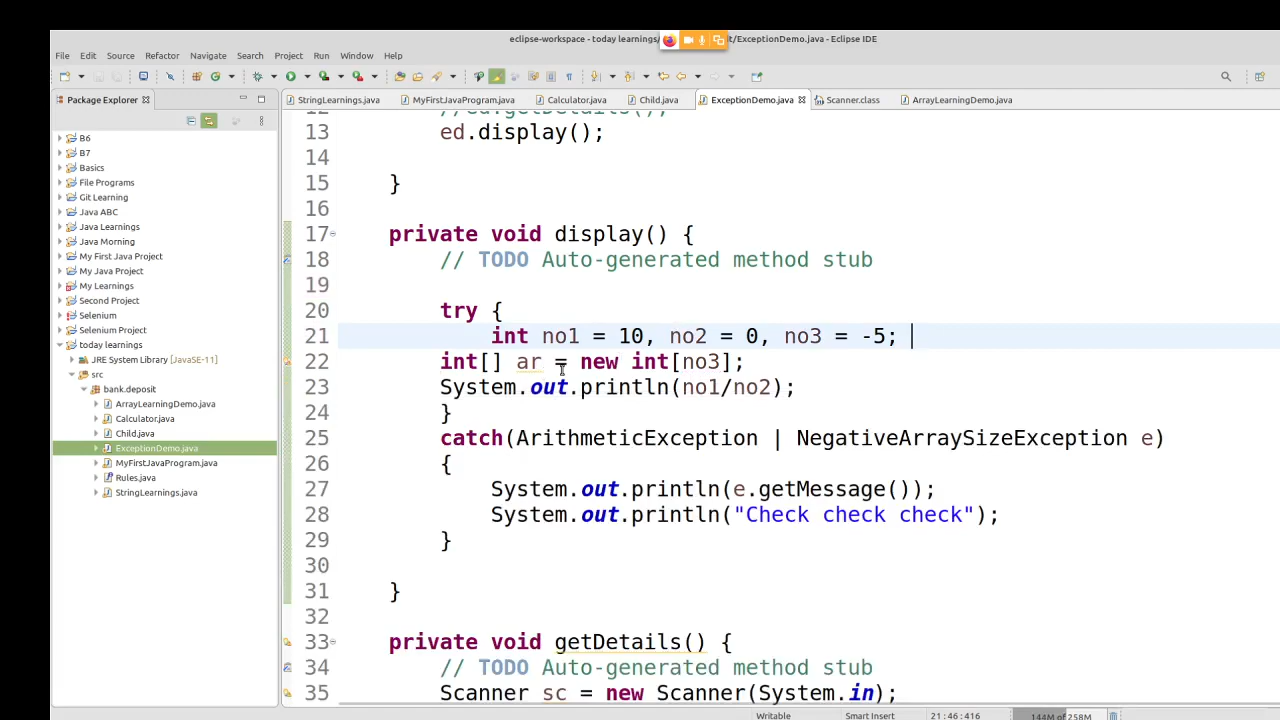 eclipse-workspace - today learnings/ t/ExceptionDemo.java - Eclipse IDE
File Edit Source Refactor Navigate Search Project Run Window Help
Package Explorer StringLearnings.java MyFirstJavaProgram.java Calculator.java Child.java ExceptionDemo.java Scanner.class ArrayLearningDemo.java
B6
B7
Basics
File Programs
Git Learning
Java ABC
Java Learnings
Java Morning
My First Java Project
My Java Project
My Learnings
Second Project
Selenium
Selenium Project
today learnings
JRE System Library [JavaSE-11]
src
bank.deposit
ArrayLearningDemo.java
Calculator.java
Child.java
ExceptionDemo.java
MyFirstJavaProgram.java
Rules.java
StringLearnings.java
12 //ed.getDetails();
13 ed.display();
14
15 }
16
17 private void display() {
18 // TODO Auto-generated method stub
19
20 try {
21 int no1 = 10, no2 = 0, no3 = -5;
22 int[] ar = new int[no3];
23 System.out.println(no1/no2);
24 }
25 catch(ArithmeticException | NegativeArraySizeException e)
26 {
27 System.out.println(e.getMessage());
28 System.out.println("Check check check");
29 }
30
31 }
32
33 private void getDetails() {
34 // TODO Auto-generated method stub
35 Scanner sc = new Scanner(System.in);
Writable Smart Insert 21:46:416 144M of 258M